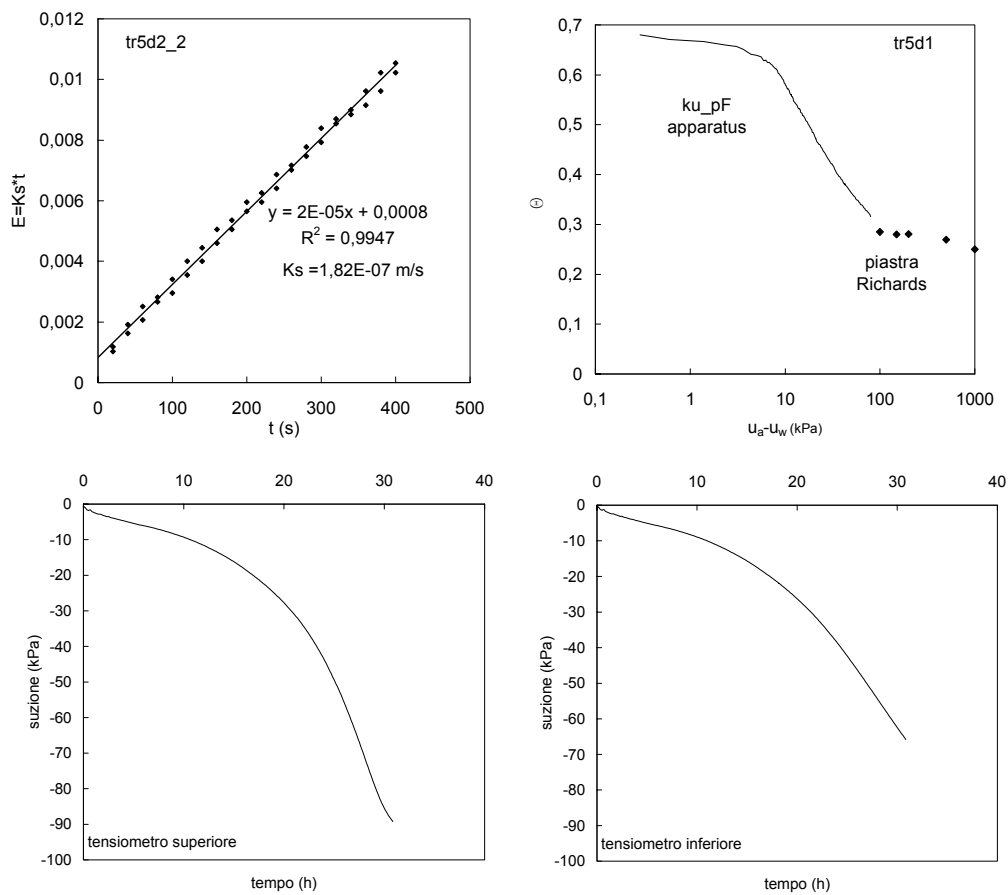 tr5d2_2
0,012
0,01
0,008
0,006
0,004
0,002
0
E=Ks*t
y = 2E-05x + 0,0008
R² = 0,9947
Ks =1,82E-07 m/s
0 100 200 300 400 500
t (s)
tr5d1
0,7
0,6
0,5
0,4
0,3
0,2
0,1
0
Θ
ku_pF
apparatus
piastra
Richards
0,1 1 10 100 1000
uₐ-u_w (kPa)
0 10 20 30 40
0
-10
-20
-30
-40
-50
-60
-70
-80
-90
-100
suzione (kPa)
tensiometro superiore
tempo (h)
0 10 20 30 40
0
-10
-20
-30
-40
-50
-60
-70
-80
-90
-100
suzione (kPa)
tensiometro inferiore
tempo (h)